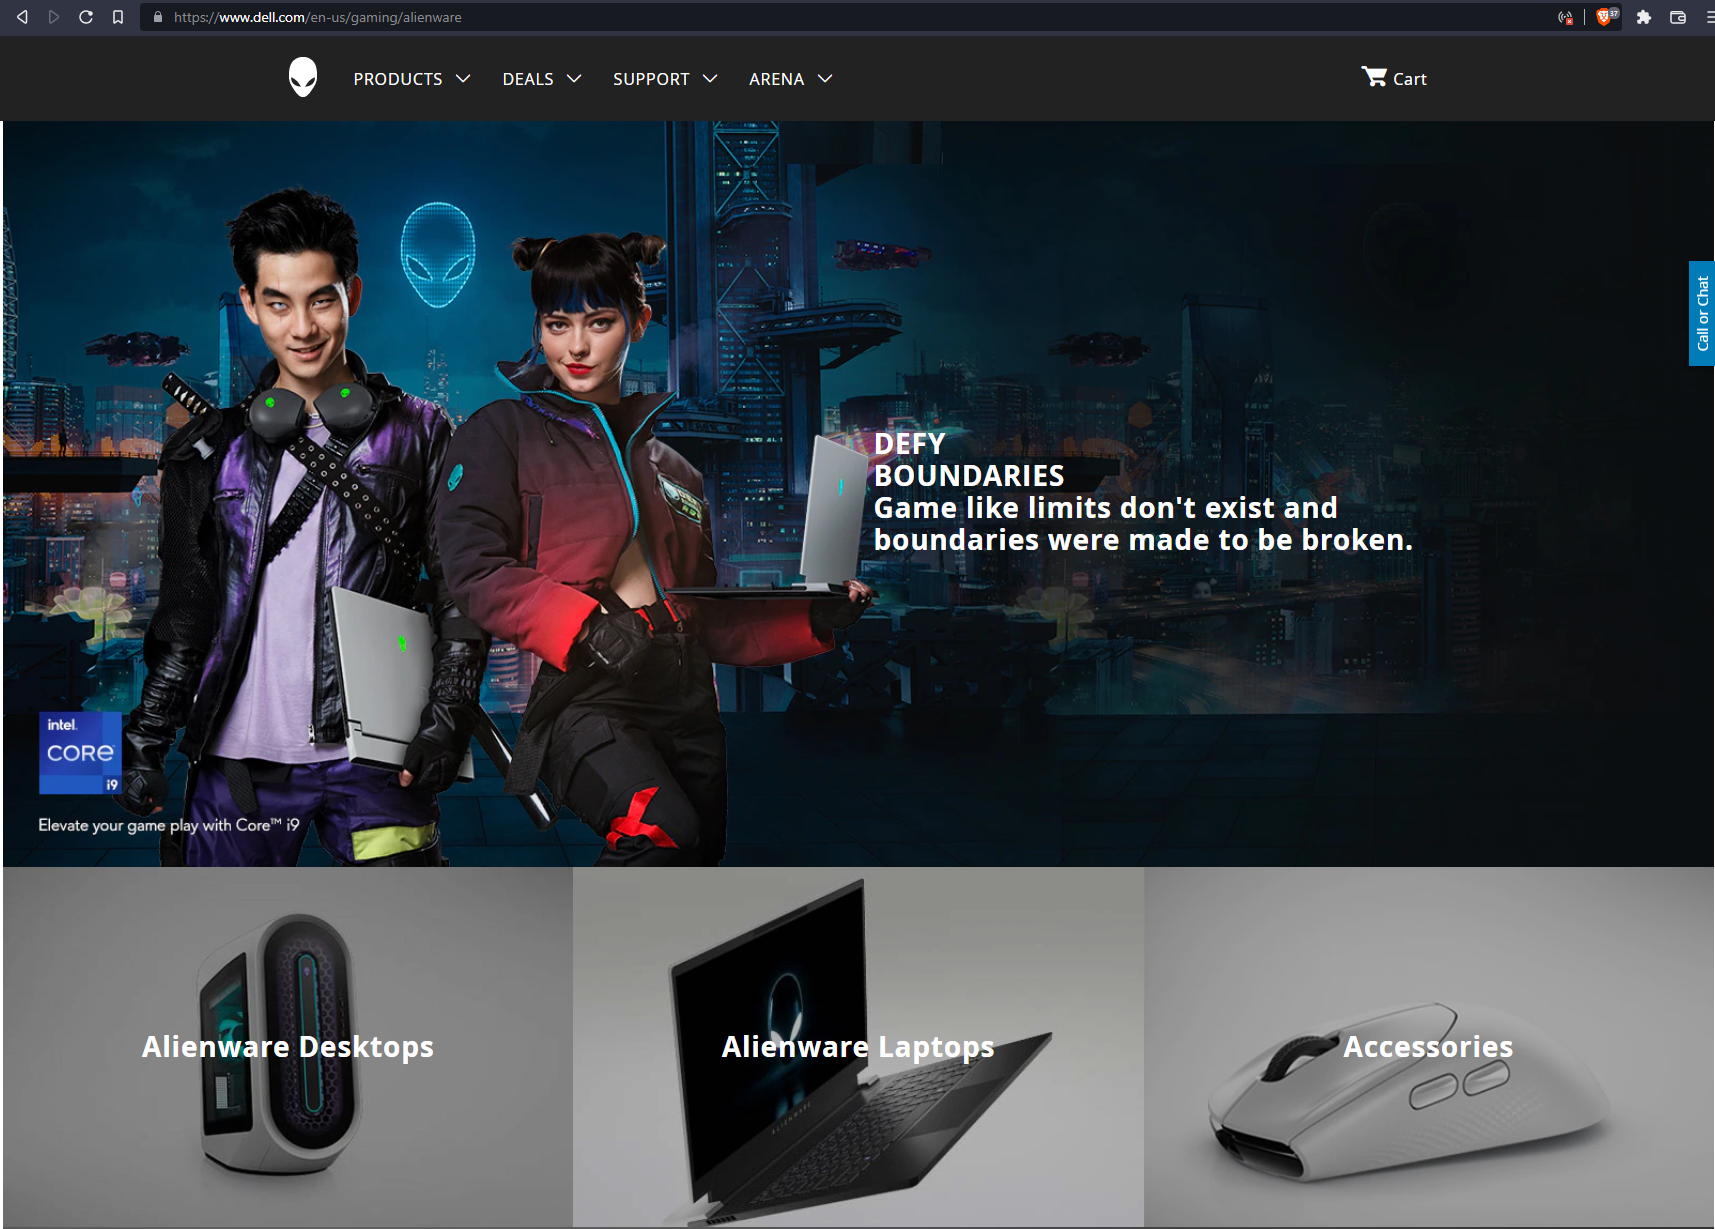 https://www.dell.com/en-us/gaming/alienware
37
PRODUCTS
DEALS
SUPPORT
ARENA
Cart
Call or Chat
DEFY
BOUNDARIES
Game like limits don't exist and
boundaries were made to be broken.
intel.
CORE
i9
Elevate your game play with Core™ i9
Alienware Desktops
Alienware Laptops
Accessories
ALIENWARE